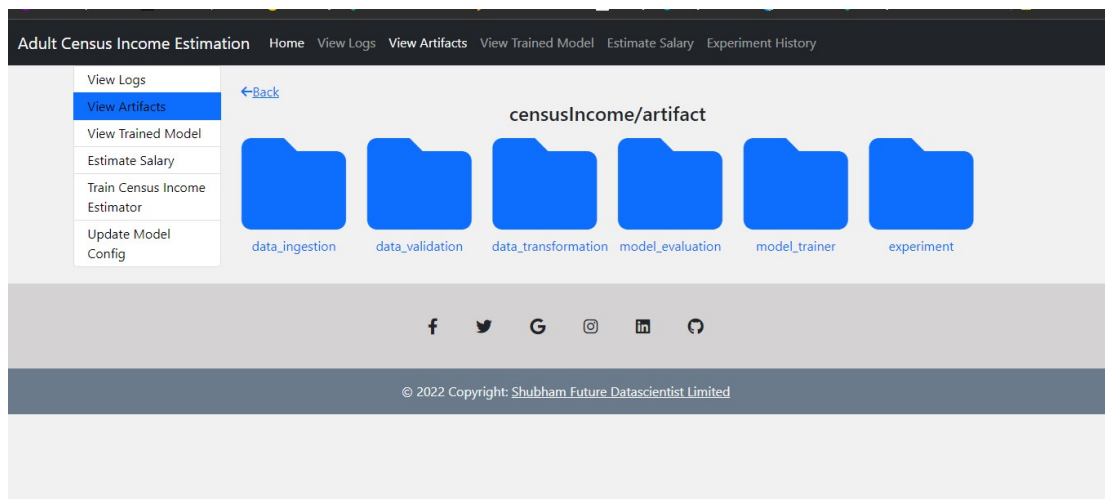 Adult Census Income Estimation Home View Logs View Artifacts View Trained Model Estimate Salary Experiment History
View Logs
View Artifacts
View Trained Model
Estimate Salary
Train Census Income
Estimator
Update Model
Config
Back
censusIncome/artifact
data_ingestion data_validation data_transformation model_evaluation model_trainer experiment
© 2022 Copyright: Shubham Future Datascientist Limited